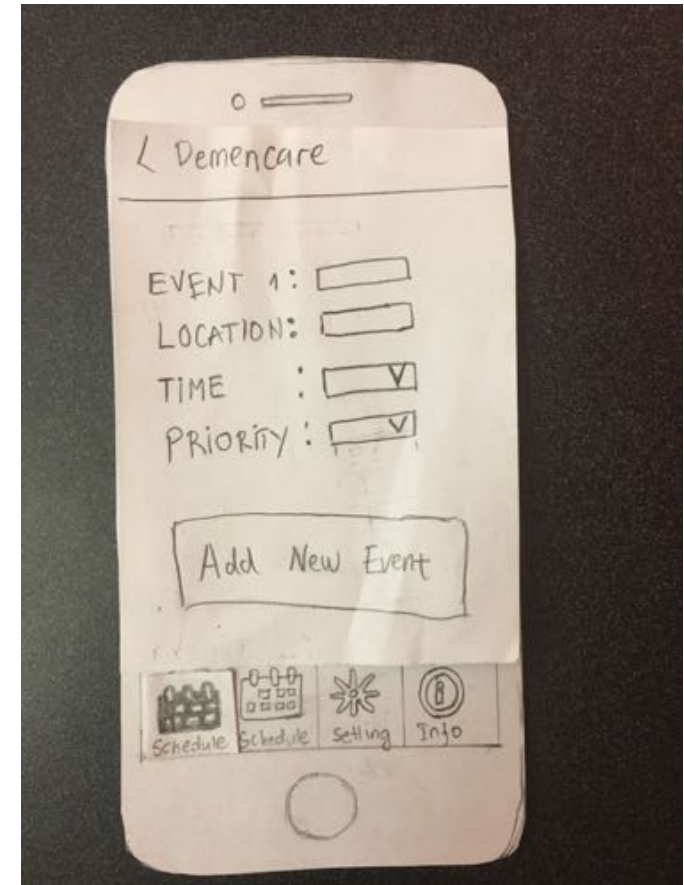 < Demencare
EVENT 1:
LOCATION:
TIME :
PRIORITY :
Add New Event
Schedule Schedule Setting Info